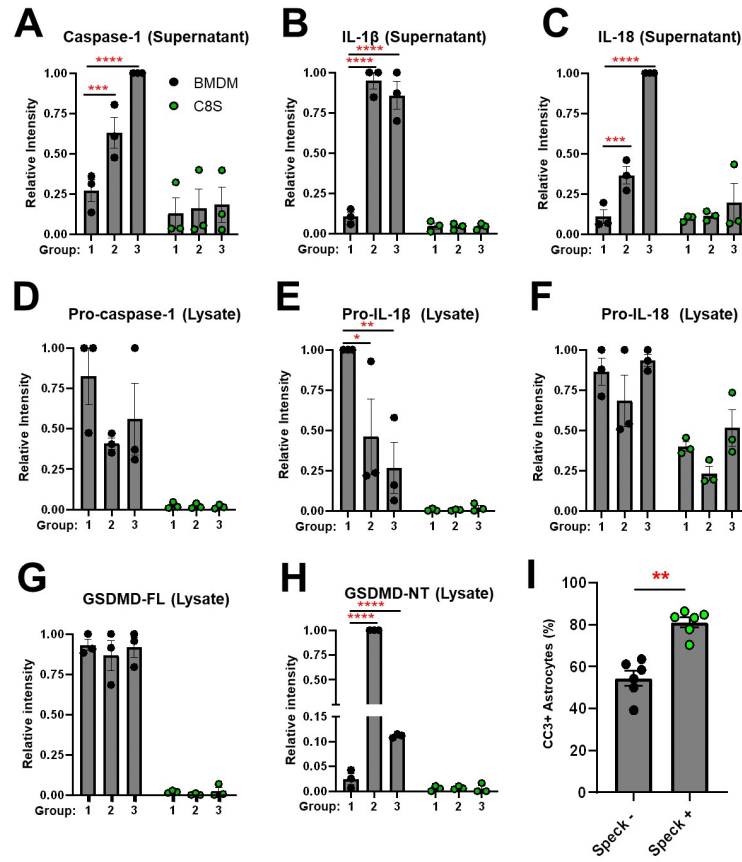 A
Caspase-1 (Supernatant)
****
***
BMDM
C8S
Relative Intensity
1.00
0.75
0.50
0.25
0.00
Group: 1 2 3 1 2 3
B
IL-1β (Supernatant)
****
****
Relative Intensity
1.00
0.75
0.50
0.25
0.00
Group: 1 2 3 1 2 3
C
IL-18 (Supernatant)
****
***
Relative Intensity
1.00
0.75
0.50
0.25
0.00
Group: 1 2 3 1 2 3
D
Pro-caspase-1 (Lysate)
Relative Intensity
1.00
0.75
0.50
0.25
0.00
Group: 1 2 3 1 2 3
E
Pro-IL-1β (Lysate)
**
*
Relative Intensity
1.00
0.75
0.50
0.25
0.00
Group: 1 2 3 1 2 3
F
Pro-IL-18 (Lysate)
Relative Intensity
1.00
0.75
0.50
0.25
0.00
Group: 1 2 3 1 2 3
G
GSDMD-FL (Lysate)
Relative intensity
1.00
0.75
0.50
0.25
0.00
Group: 1 2 3 1 2 3
H
GSDMD-NT (Lysate)
****
****
Relative intensity
1.00
0.75
0.50
0.15
0.10
0.05
0.00
Group: 1 2 3 1 2 3
I
**
CC3+ Astrocytes (%)
100
80
60
40
20
0
Speck -
Speck +